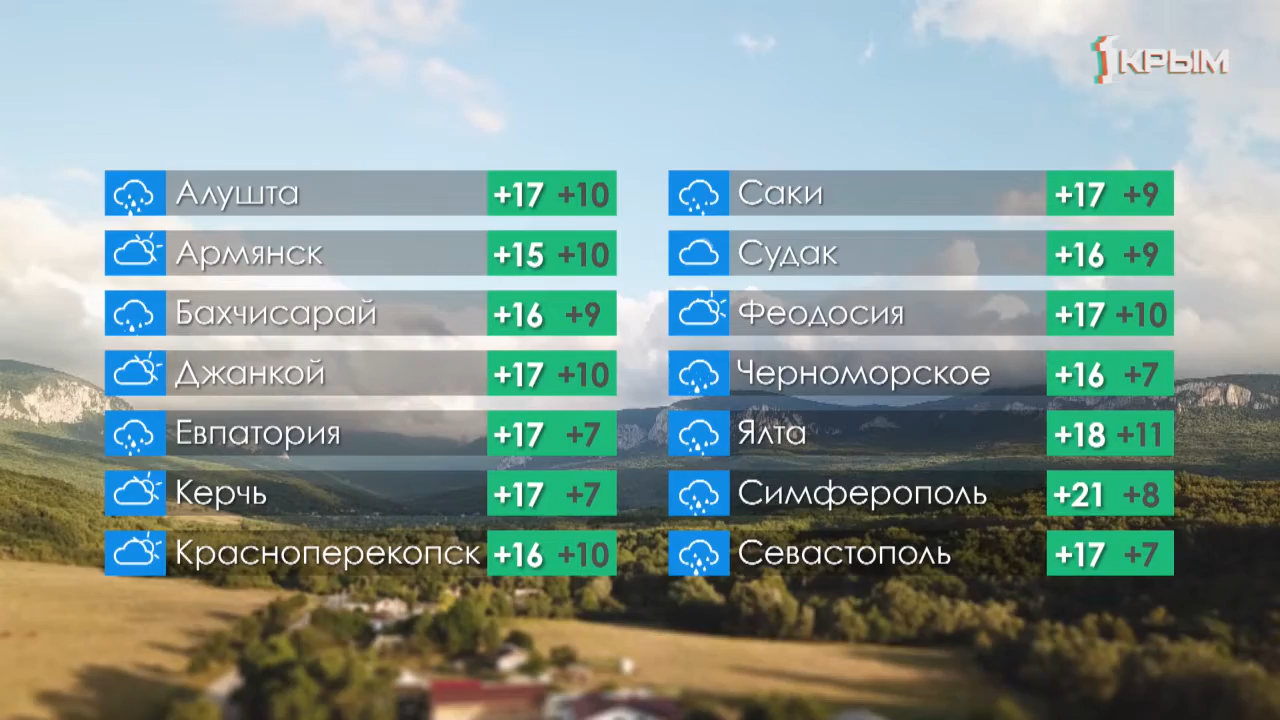 1 КРЫМ
Алушта +17 +10
Армянск +15 +10
Бахчисарай +16 +9
Джанкой +17 +10
Евпатория +17 +7
Керчь +17 +7
Красноперекопск +16 +10
Саки +17 +9
Судак +16 +9
Феодосия +17 +10
Черноморское +16 +7
Ялта +18 +11
Симферополь +21 +8
Севастополь +17 +7